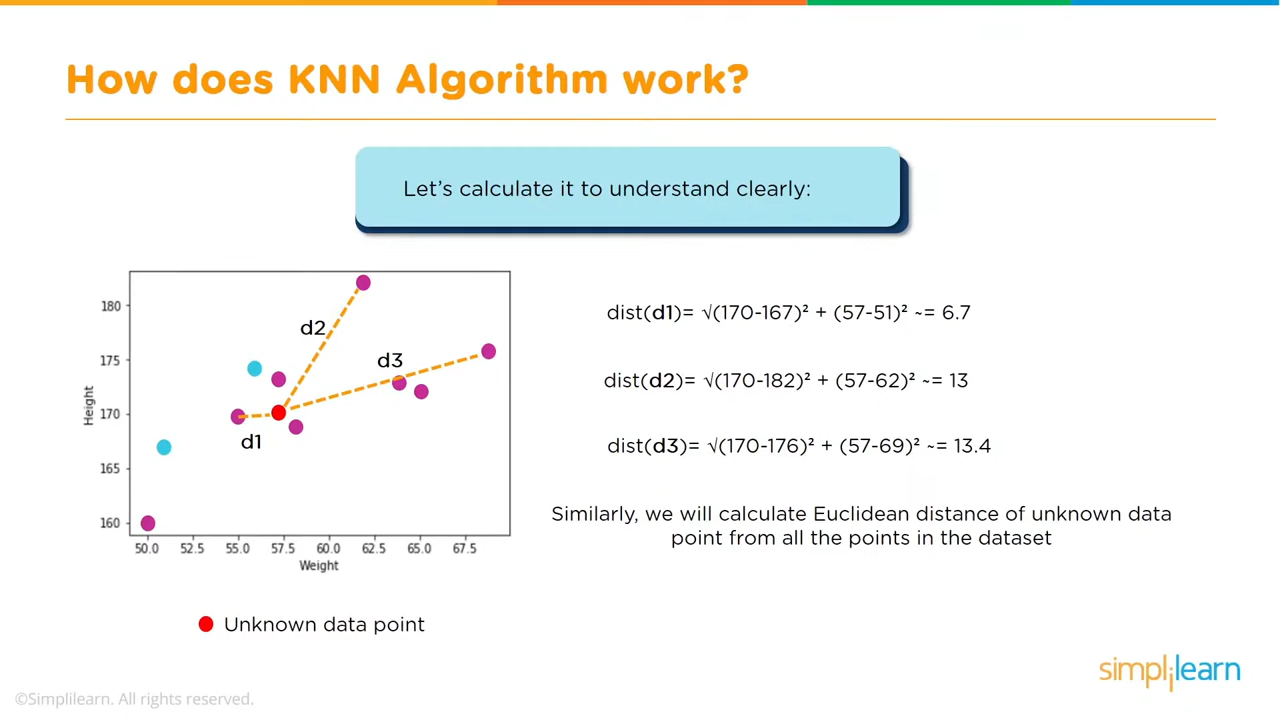 How does KNN Algorithm work?
Let's calculate it to understand clearly:
180
175
170
165
160
Height
d2
d3
d1
50.0 52.5 55.0 57.5 60.0 62.5 65.0 67.5
Weight
Unknown data point
dist(d1)= √(170-167)² + (57-51)² ~= 6.7
dist(d2)= √(170-182)² + (57-62)² ~= 13
dist(d3)= √(170-176)² + (57-69)² ~= 13.4
Similarly, we will calculate Euclidean distance of unknown data
point from all the points in the dataset
simplilearn
©Simplilearn. All rights reserved.